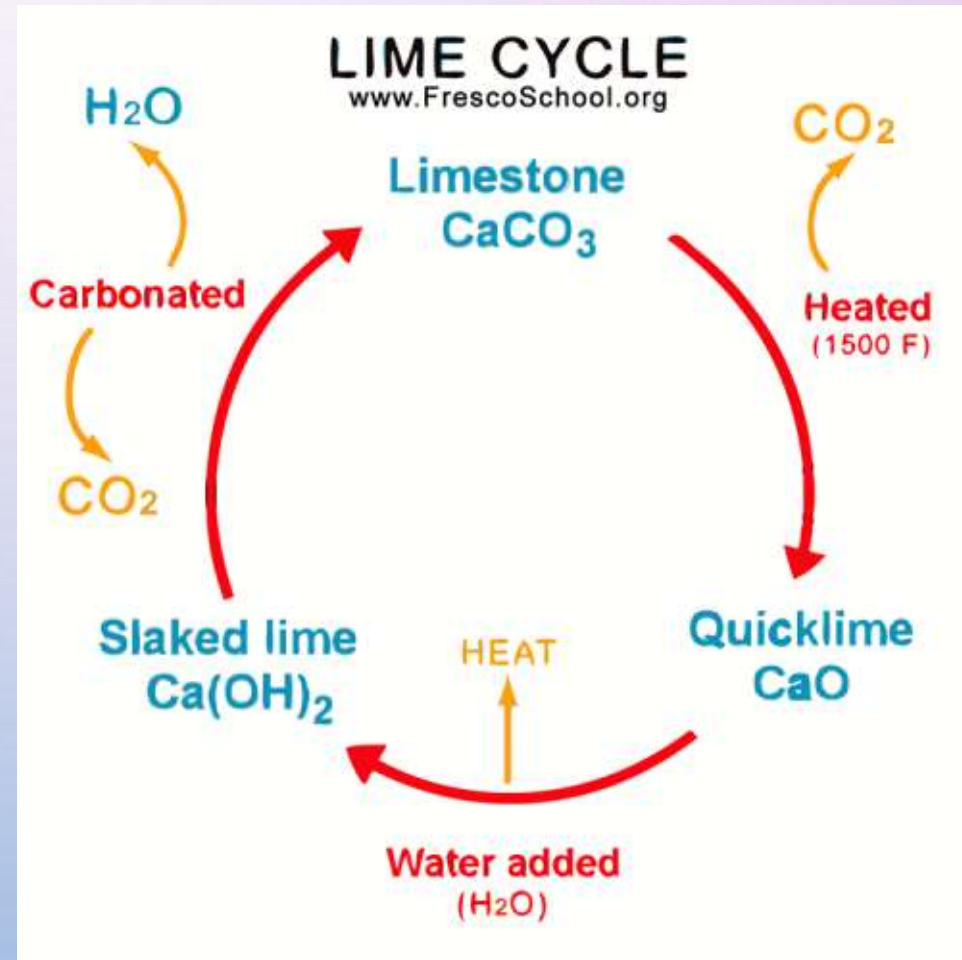 LIME CYCLE
www.FrescoSchool.org
H₂O
CO₂
Limestone
CaCO₃
Carbonated
Heated
(1500 F)
CO₂
Slaked lime
Ca(OH)₂
HEAT
Quicklime
CaO
Water added
(H₂O)